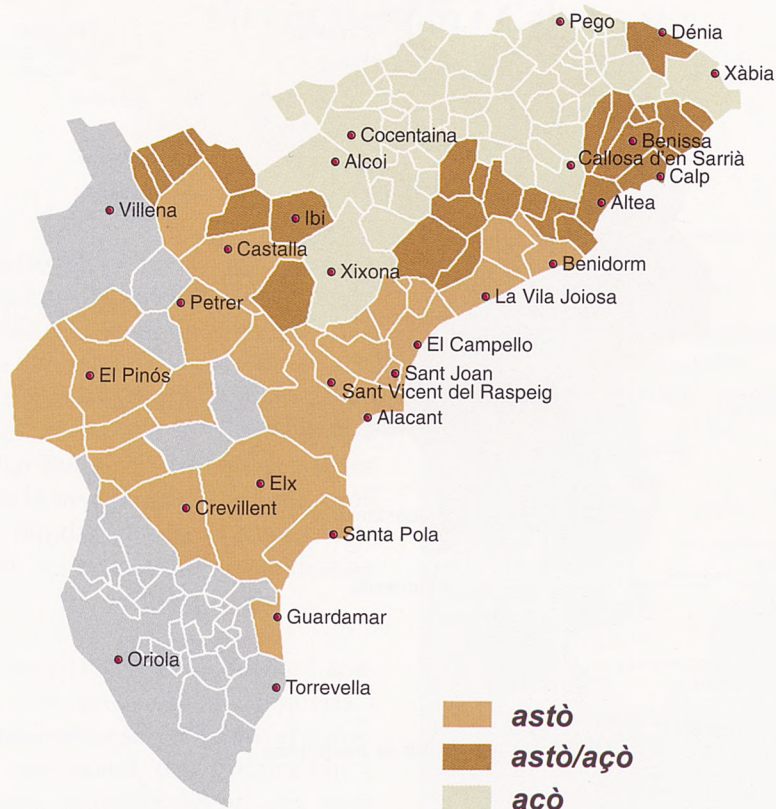 Pego
Dénia
Xàbia
Cocentaina
Benissa
Alcoi
Callosa d'en Sarrià
Calp
Villena
Altea
Ibi
Castalla
Benidorm
Xixona
La Vila Joiosa
Petrer
El Campello
El Pinós
Sant Joan
Sant Vicent del Raspeig
Alacant
Elx
Crevillent
Santa Pola
Guardamar
Oriola
Torrevella
astò
astò/açò
açò